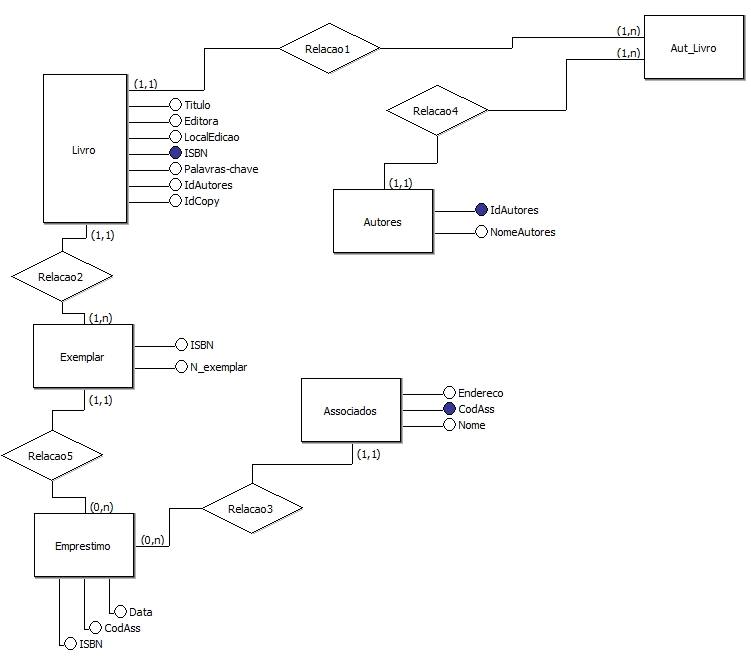 (1,n)
Relacao1
Aut_Livro
(1,n)
(1,1)
Titulo
Editora
Relacao4
LocalEdicao
Livro
ISBN
Palavras-chave
(1,1)
IdAutores
IdCopy
IdAutores
Autores
NomeAutores
(1,1)
Relacao2
(1,n)
ISBN
Exemplar
N_exemplar
Endereco
(1,1)
Associados
CodAss
Nome
Relacao5
(1,1)
(0,n)
Relacao3
Emprestimo
(0,n)
Data
CodAss
ISBN